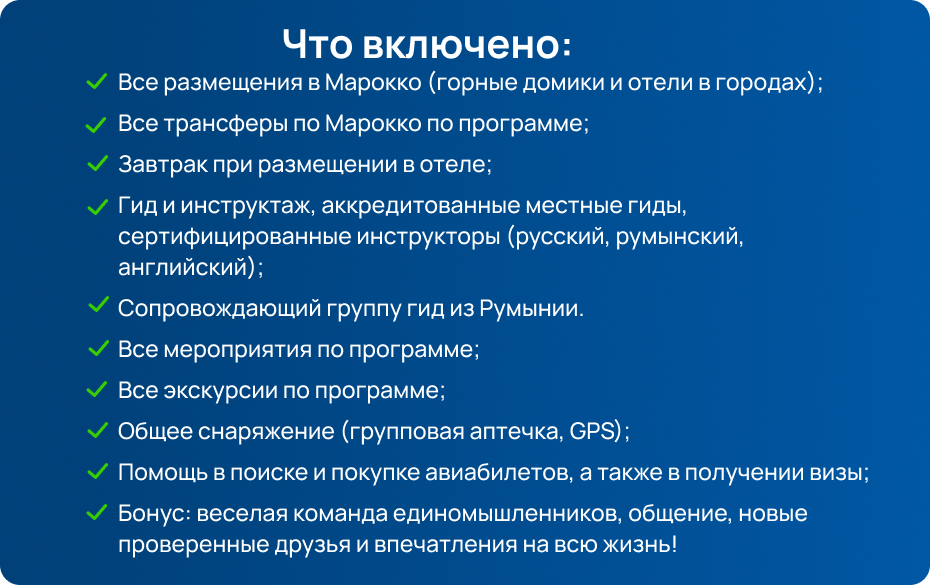 Что включено:
Все размещения в Марокко (горные домики и отели в городах);
Все трансферы по Марокко по программе;
Завтрак при размещении в отеле;
Гид и инструктаж, аккредитованные местные гиды,
сертифицированные инструкторы (русский, румынский,
английский);
Сопровождающий группу гид из Румынии.
Все мероприятия по программе;
Все экскурсии по программе;
Общее снаряжение (групповая аптечка, GPS);
Помощь в поиске и покупке авиабилетов, а также в получении визы;
Бонус: веселая команда единомышленников, общение, новые
проверенные друзья и впечатления на всю жизнь!